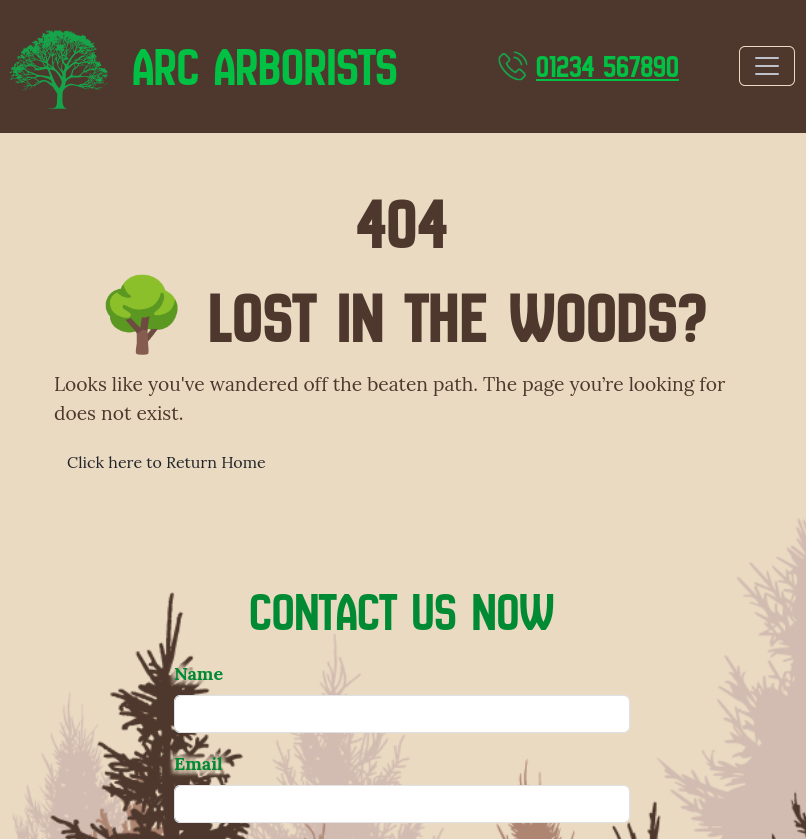 ARC ARBORISTS
01234 567890
404
LOST IN THE WOODS?
Looks like you've wandered off the beaten path. The page you’re looking for
does not exist.
Click here to Return Home
CONTACT US NOW
Name
Email